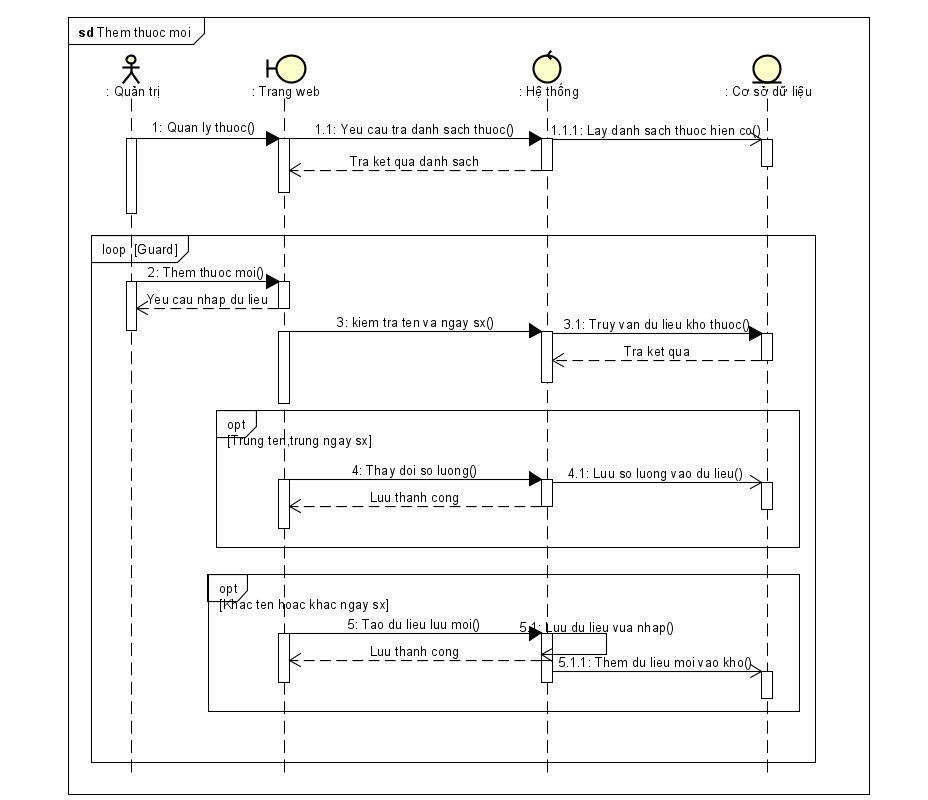 sd Them thuoc moi
: Quản trị
: Trang web
: Hệ thống
: Cơ sở dữ liệu
1: Quan ly thuoc()
1.1: Yeu cau tra danh sach thuoc()
1.1.1: Lay danh sach thuoc hien co()
Tra ket qua danh sach
loop [Guard]
2: Them thuoc moi()
Yeu cau nhap du lieu
3: kiem tra ten va ngay sx()
3.1: Truy van du lieu kho thuoc()
Tra ket qua
opt
[Trung ten,trung ngay sx]
4: Thay doi so luong()
4.1: Luu so luong vao du lieu()
Luu thanh cong
opt
[Khac ten hoac khac ngay sx]
5: Tao du lieu luu moi()
5.1: Luu du lieu vua nhap()
Luu thanh cong
5.1.1: Them du lieu moi vao kho()